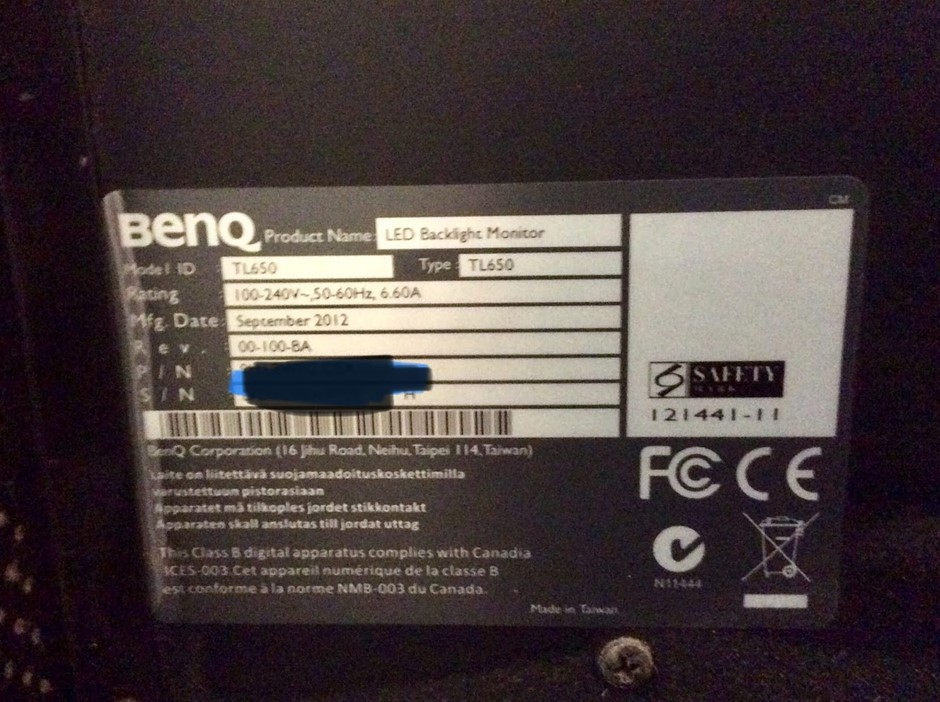 CM
BenQ Product Name: LED Backlight Monitor
Model ID : TL650 Type : TL650
Rating : 100-240V~,50-60Hz, 6.60A
Mfg. Date: September 2012
Rev. : 00-100-BA
P/N
S/N H
SAFETY
MARK
121441-11
BenQ Corporation (16 Jihu Road, Neihu, Taipei 114, Taiwan)
Laite on liitettävä suojamaadoituskoskettimilla
varustettuun pistorasiaan
Apparatet må tilkoples jordet stikkontakt
Apparaten skall anslutas till jordat uttag
This Class B digital apparatus complies with Canadia
ICES-003.Cet appareil numérique de la classe B
est conforme à la norme NMB-003 du Canada.
FC CE
N11444
Made in Taiwan